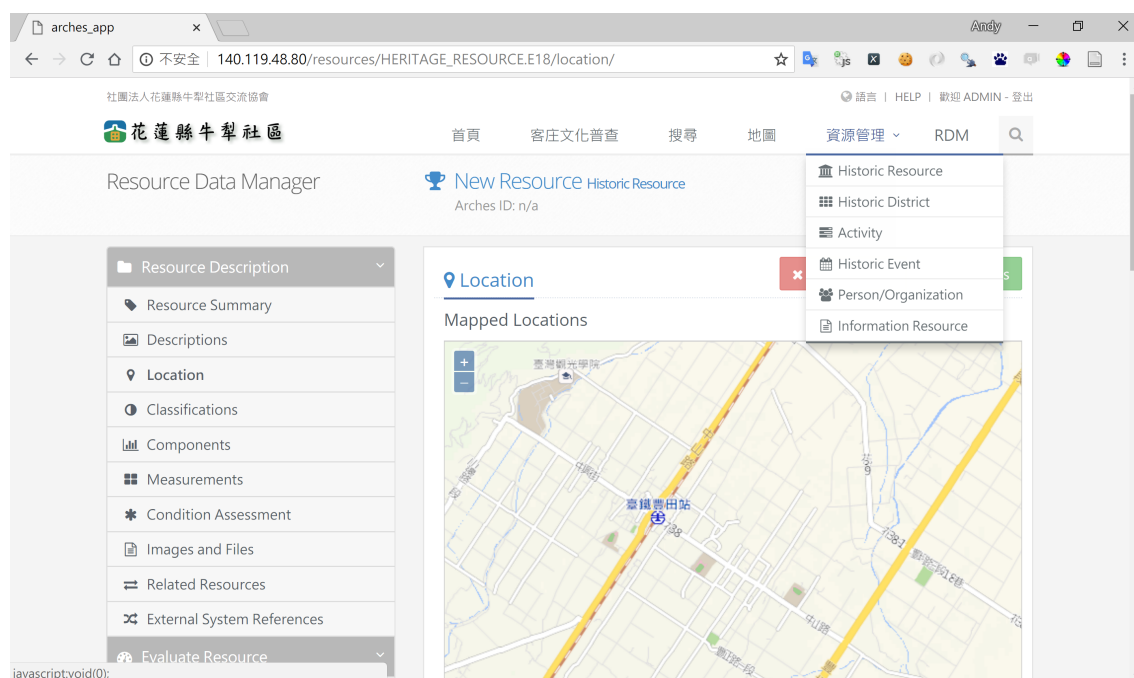 arches_app
Andy
不安全 | 140.119.48.80/resources/HERITAGE_RESOURCE.E18/location/
社團法人花蓮縣牛犁社區交流協會
語言 | HELP | 歡迎 ADMIN - 登出
花蓮縣牛犁社區
首頁 客庄文化普查 搜尋 地圖 資源管理 RDM
Resource Data Manager
New Resource Historic Resource
Arches ID: n/a
Historic Resource
Historic District
Activity
Historic Event
Person/Organization
Information Resource
Resource Description
Resource Summary
Descriptions
Location
Classifications
Components
Measurements
Condition Assessment
Images and Files
Related Resources
External System References
Evaluate Resource
javascript:void(0);
Location
s
Mapped Locations
+
−
臺灣觀光學院
中興街
臺鐵豐田站
中山路